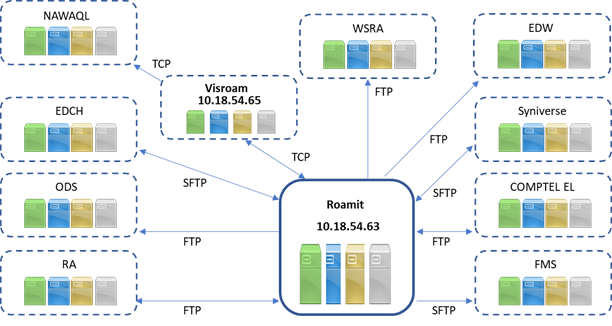 NAWAQL
WSRA
EDW
TCP
Visroam
10.18.54.65
FTP
EDCH
Syniverse
FTP
TCP
SFTP
SFTP
ODS
Roamit
10.18.54.63
COMPTEL EL
FTP
FTP
RA
FMS
FTP
SFTP